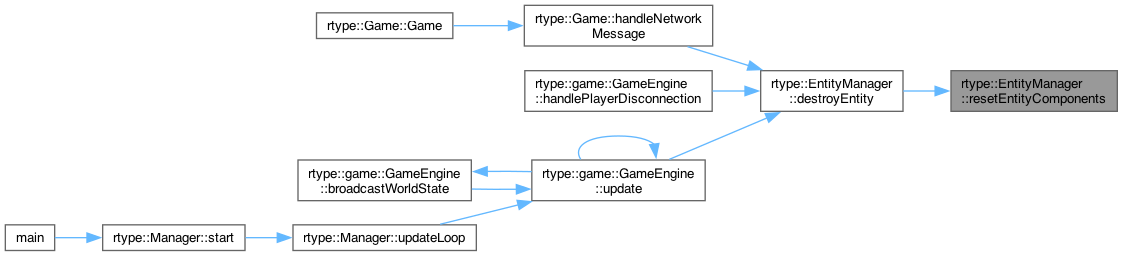 rtype::Game::Game
rtype::Game::handleNetwork
Message
rtype::game::GameEngine
::handlePlayerDisconnection
rtype::EntityManager
::destroyEntity
rtype::EntityManager
::resetEntityComponents
rtype::game::GameEngine
::broadcastWorldState
rtype::game::GameEngine
::update
main
rtype::Manager::start
rtype::Manager::updateLoop